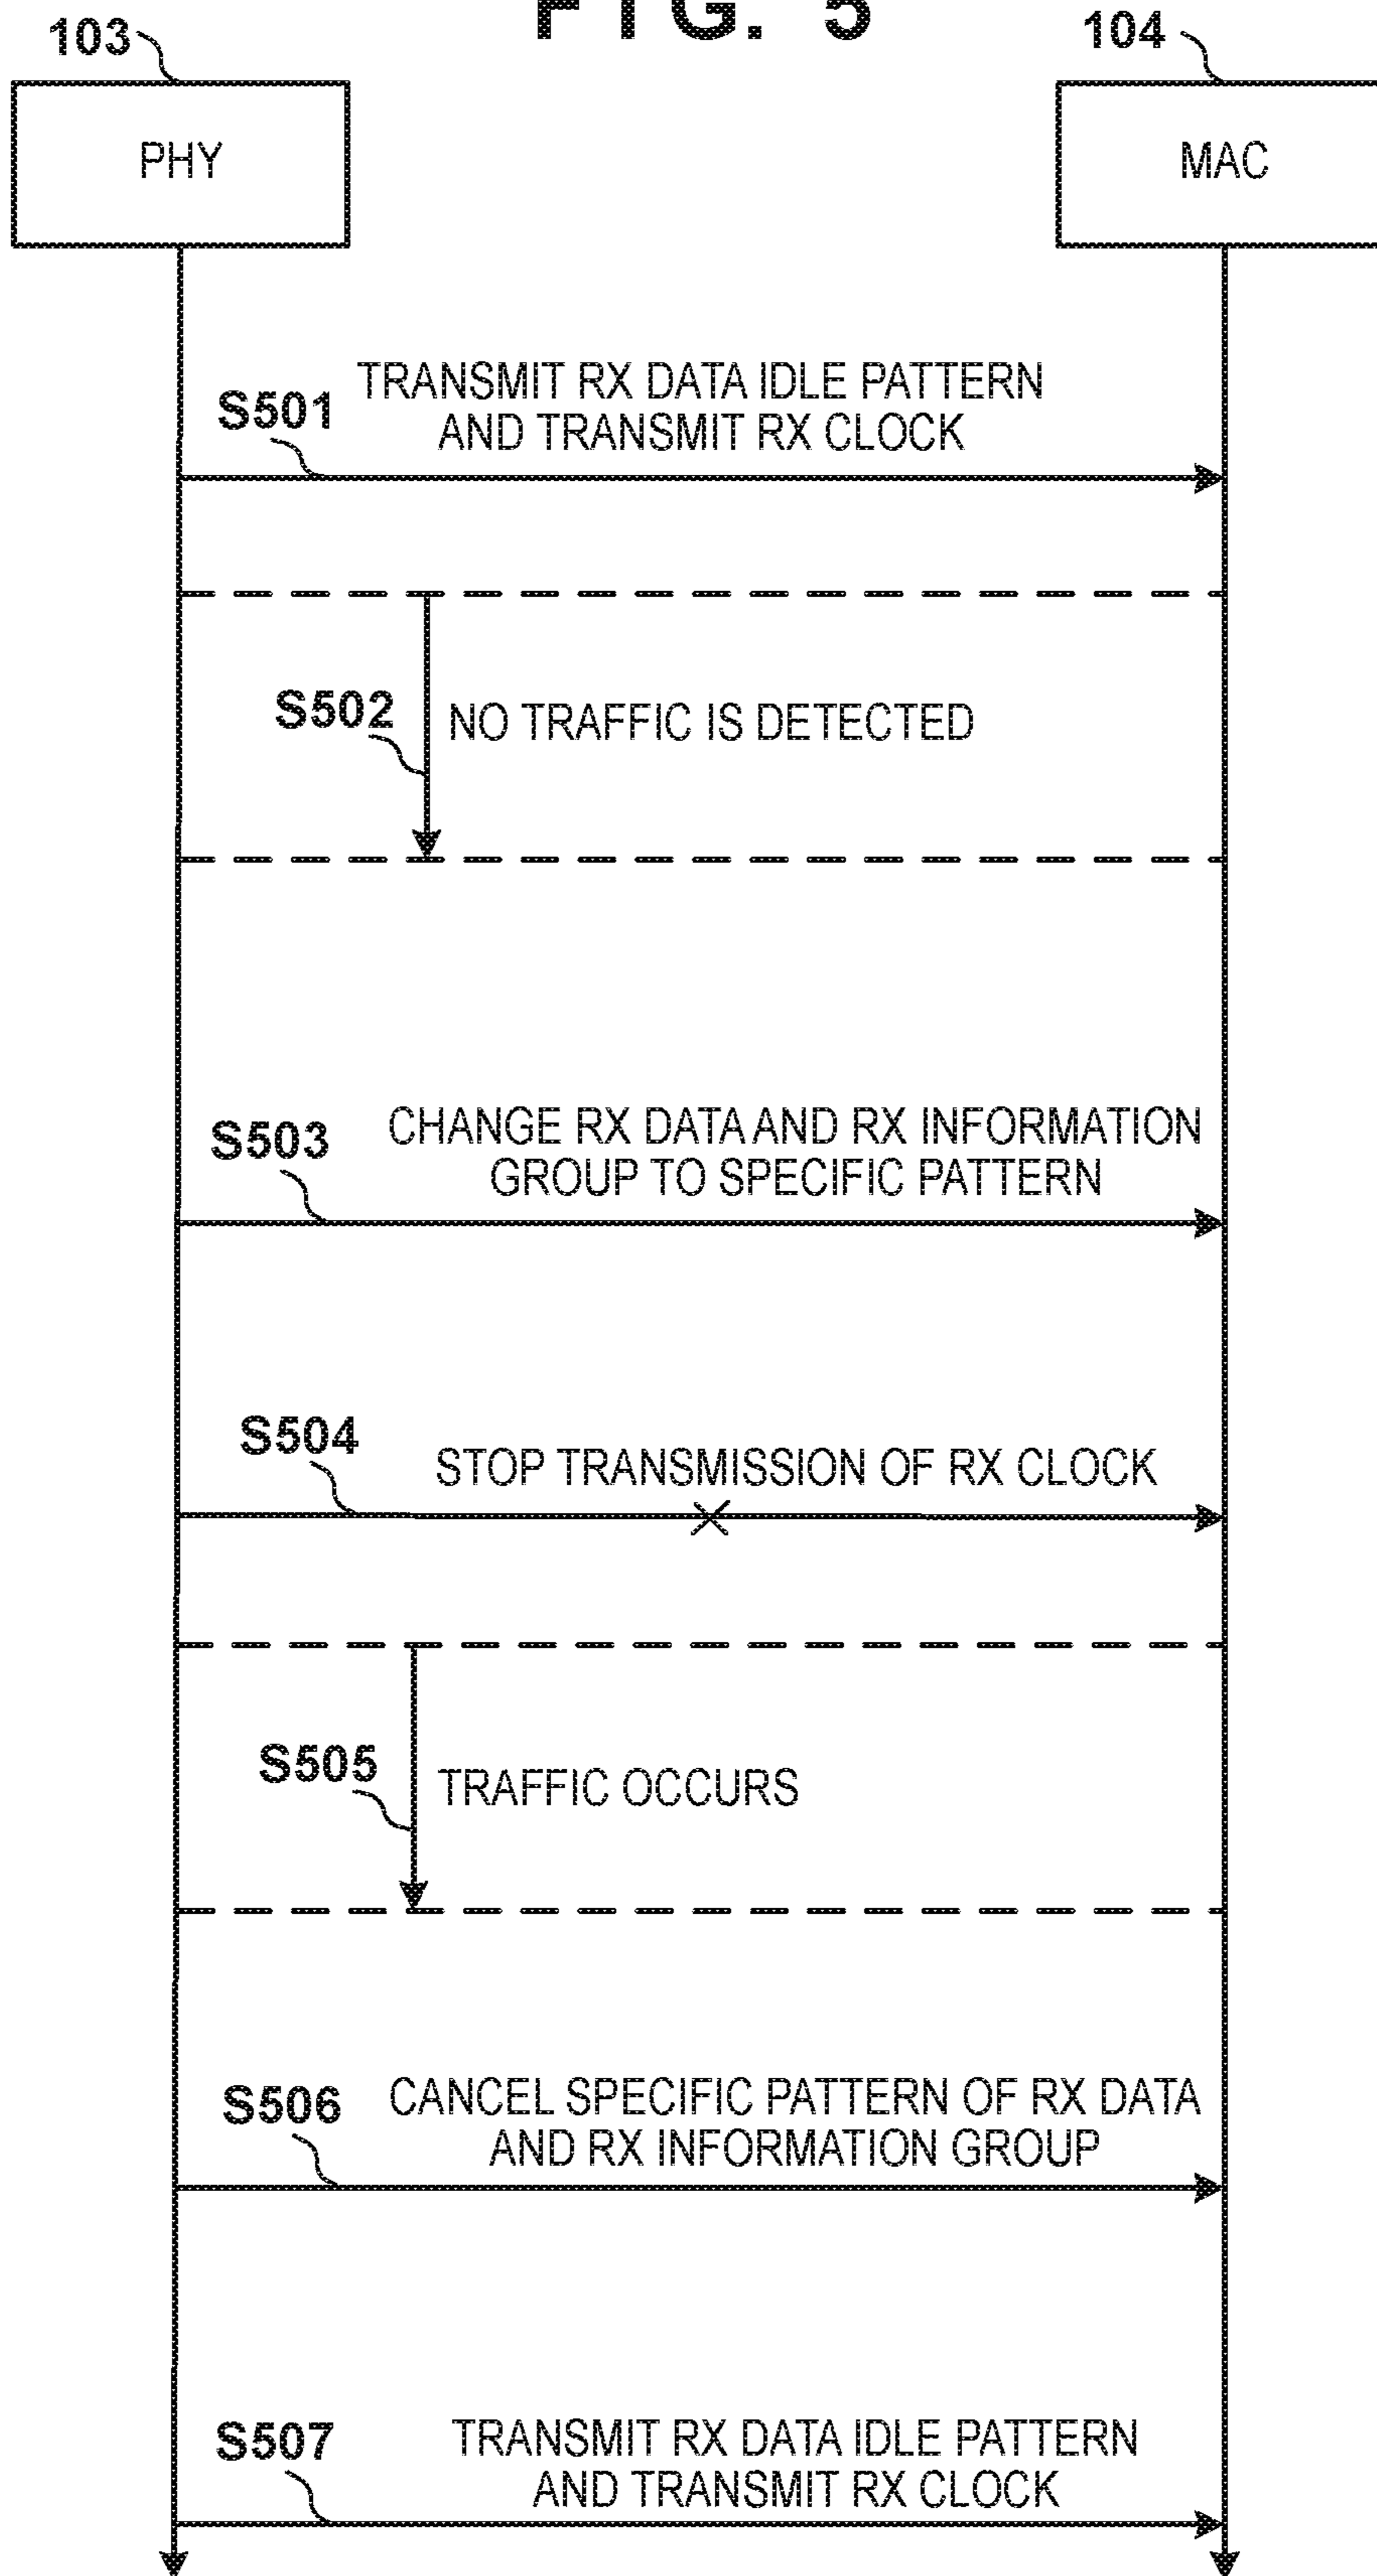 FIG. 5
103
104
PHY
MAC
TRANSMIT RX DATA IDLE PATTERN
S501
AND TRANSMIT RX CLOCK
S502
NO TRAFFIC IS DETECTED
CHANGE RX DATA AND RX INFORMATION
S503
GROUP TO SPECIFIC PATTERN
S504
STOP TRANSMISSION OF RX CLOCK
S505
TRAFFIC OCCURS
CANCEL SPECIFIC PATTERN OF RX DATA
S506
AND RX INFORMATION GROUP
S507
TRANSMIT RX DATA IDLE PATTERN
AND TRANSMIT RX CLOCK